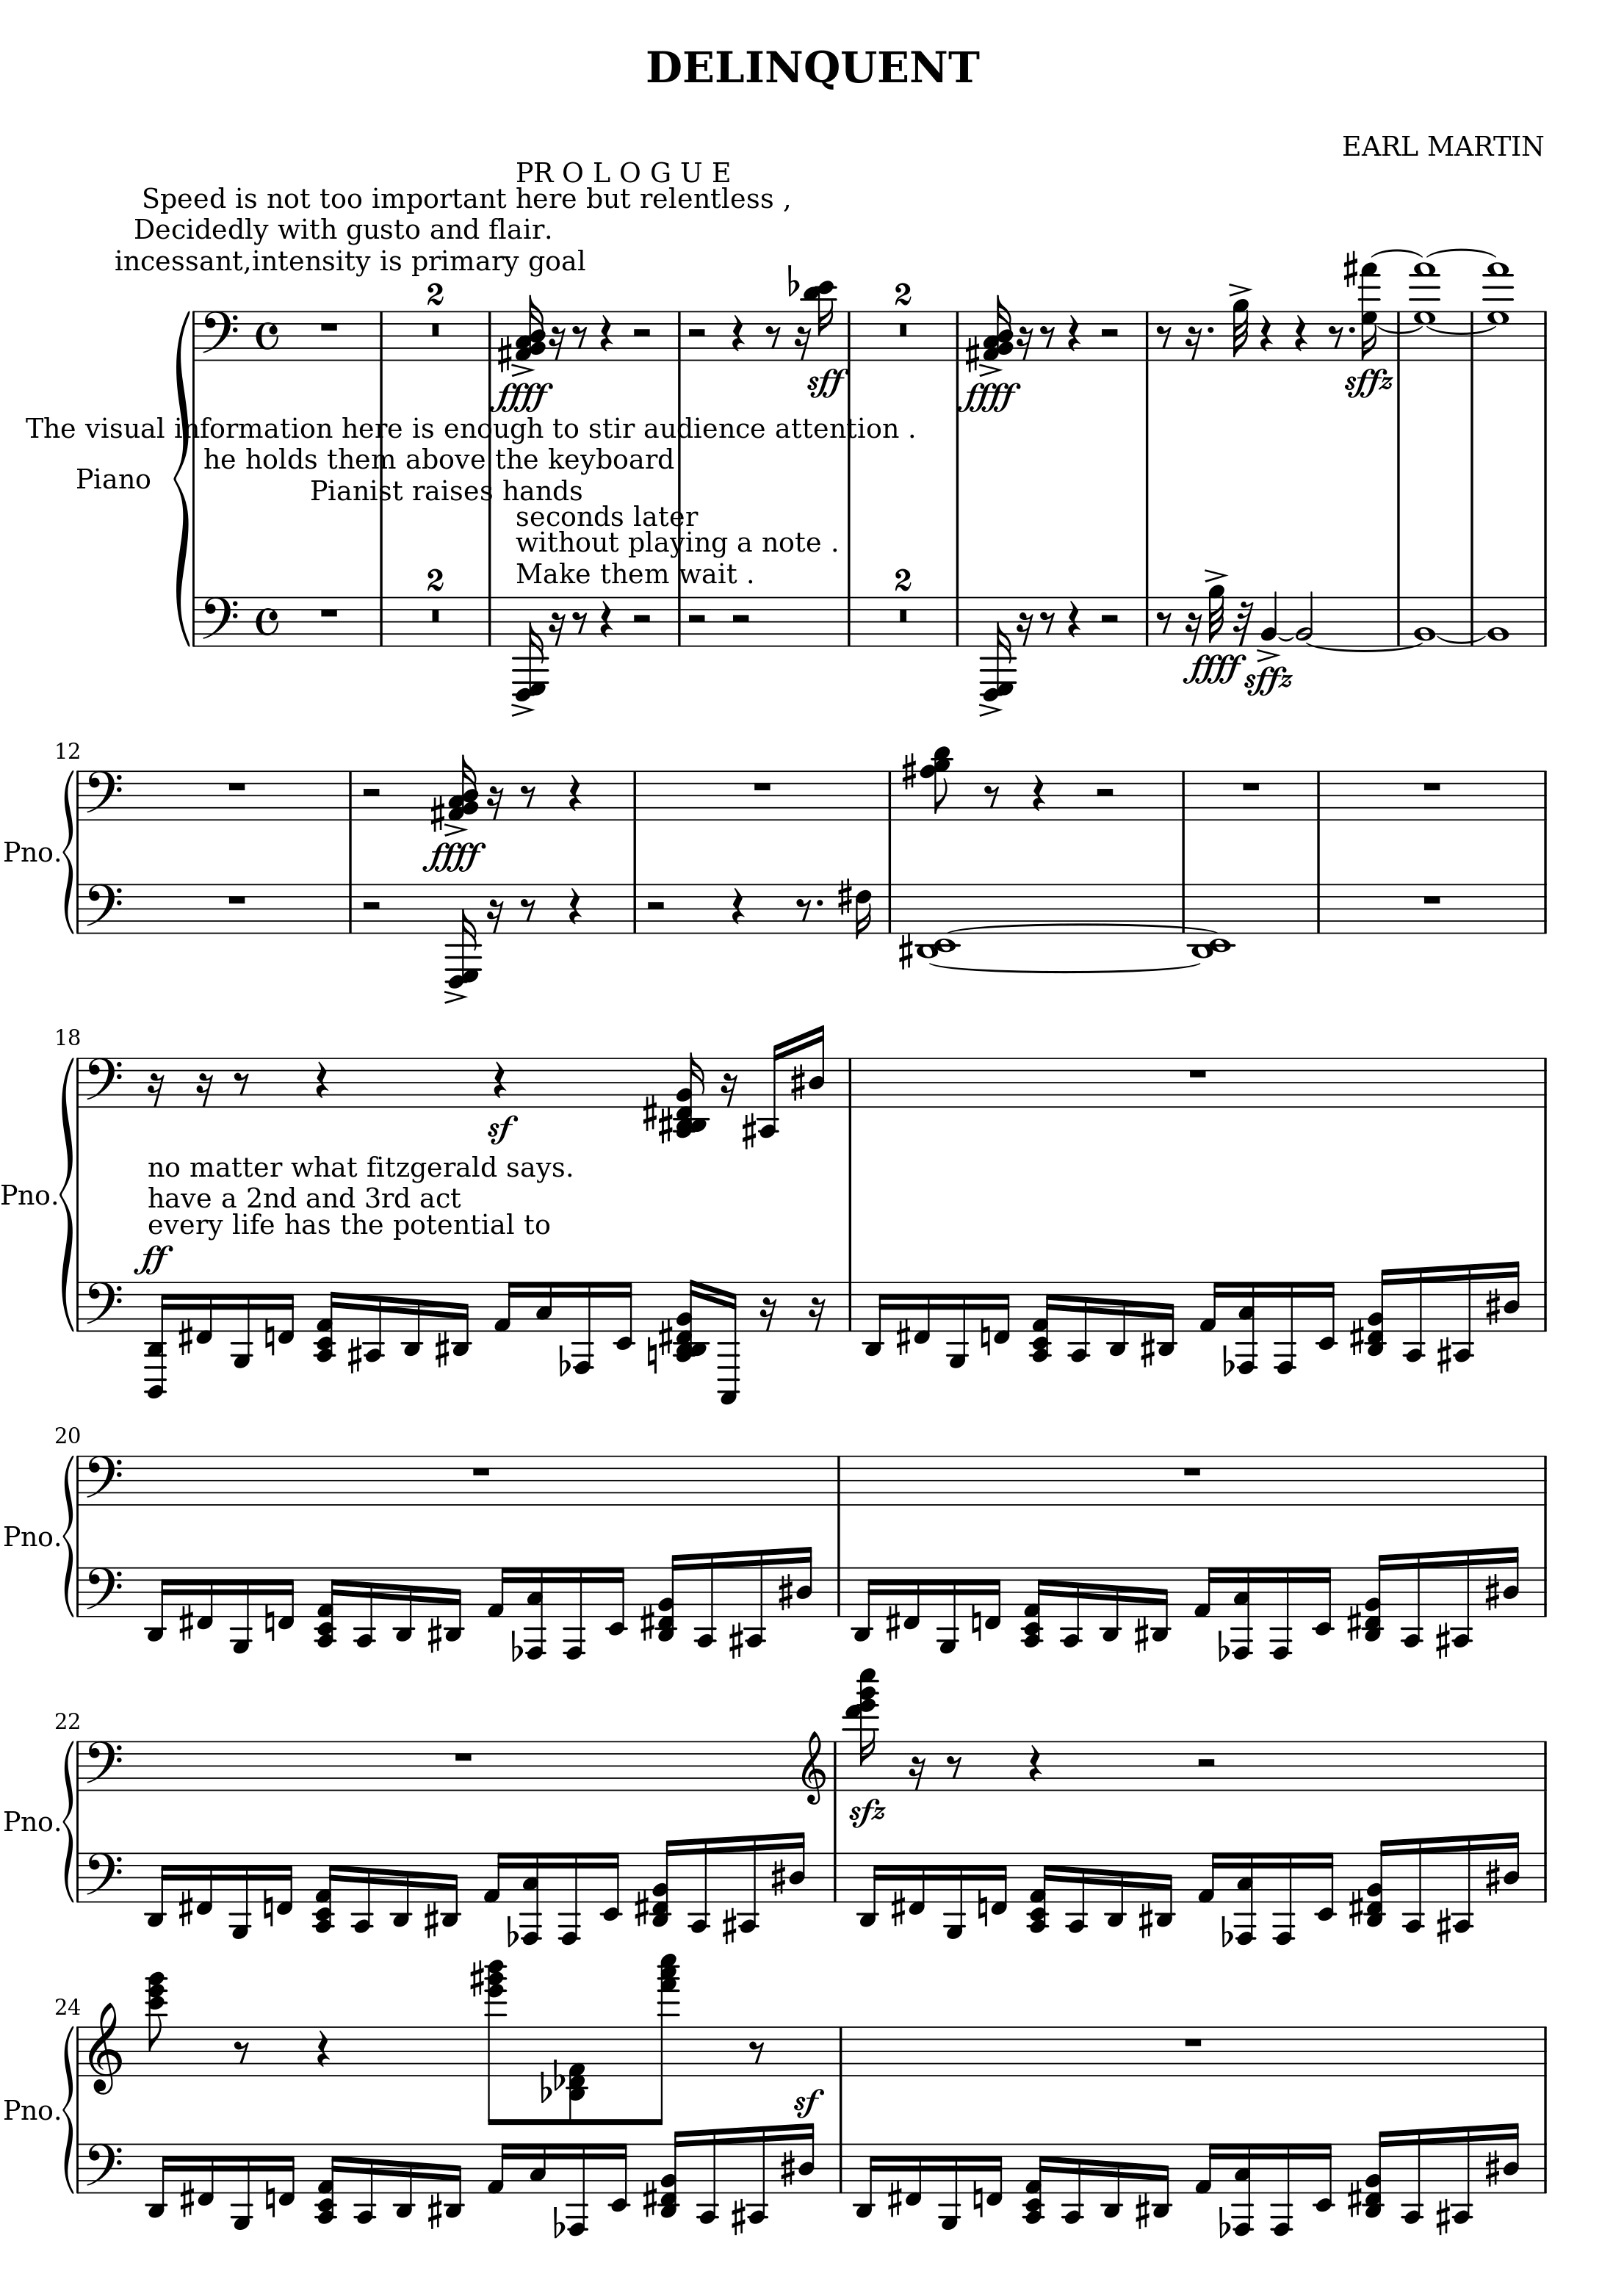 DELINQUENT
EARL MARTIN
PR O L O G U E
Speed is not too important here but relentless ,
Decidedly with gusto and flair.
incessant,intensity is primary goal
2
2
ffff
sff
ffff
sffz
The visual information here is enough to stir audience attention .
he holds them above the keyboard
Piano
Pianist raises hands
seconds later
without playing a note .
Make them wait .
2
2
ffff
sffz
12
ffff
Pno.
18
sf
no matter what fitzgerald says.
Pno.
have a 2nd and 3rd act
every life has the potential to
ff
20
Pno.
22
sfz
Pno.
24
sf
Pno.